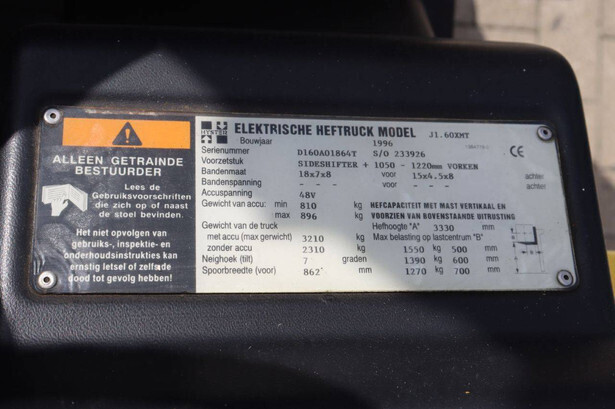 ALLEEN GETRAINDE
BESTUURDER
Lees de
Gebruiksvoorschriften
die zich op of naast
de stoel bevinden.
Het niet opvolgen van
gebruiks-, inspektie- en
onderhoudsinstrukties kan
ernstig letsel of zelfs de
dood tot gevolg hebben!
HYSTER
ELEKTRISCHE HEFTRUCK MODEL J1.60XMT
Bouwjaar 1996
Serienummer D160A01864T S/O 233926
Voorzetstuk SIDESHIFTER + 1050 - 1220mm VORKEN
Bandenmaat 18x7x8 voor 15x4.5x8 achter
Bandenspanning - - - voor - - - achter
Accuspanning 48V
Gewicht van accu: min 810 kg HEFCAPACITEIT MET MAST VERTIKAAL EN
max 896 kg VOORZIEN VAN BOVENSTAANDE UITRUSTING
Gewicht van de truck Hefhoogte "A" 3330 mm
met accu (max gerwicht) 3210 kg Max belasting op lastcentrum "B"
zonder accu 2310 kg 1550 kg 500 mm
Neighoek (tilt) 7 graden 1390 kg 600 mm
Spoorbreedte (voor) 862 mm 1270 kg 700 mm
CE